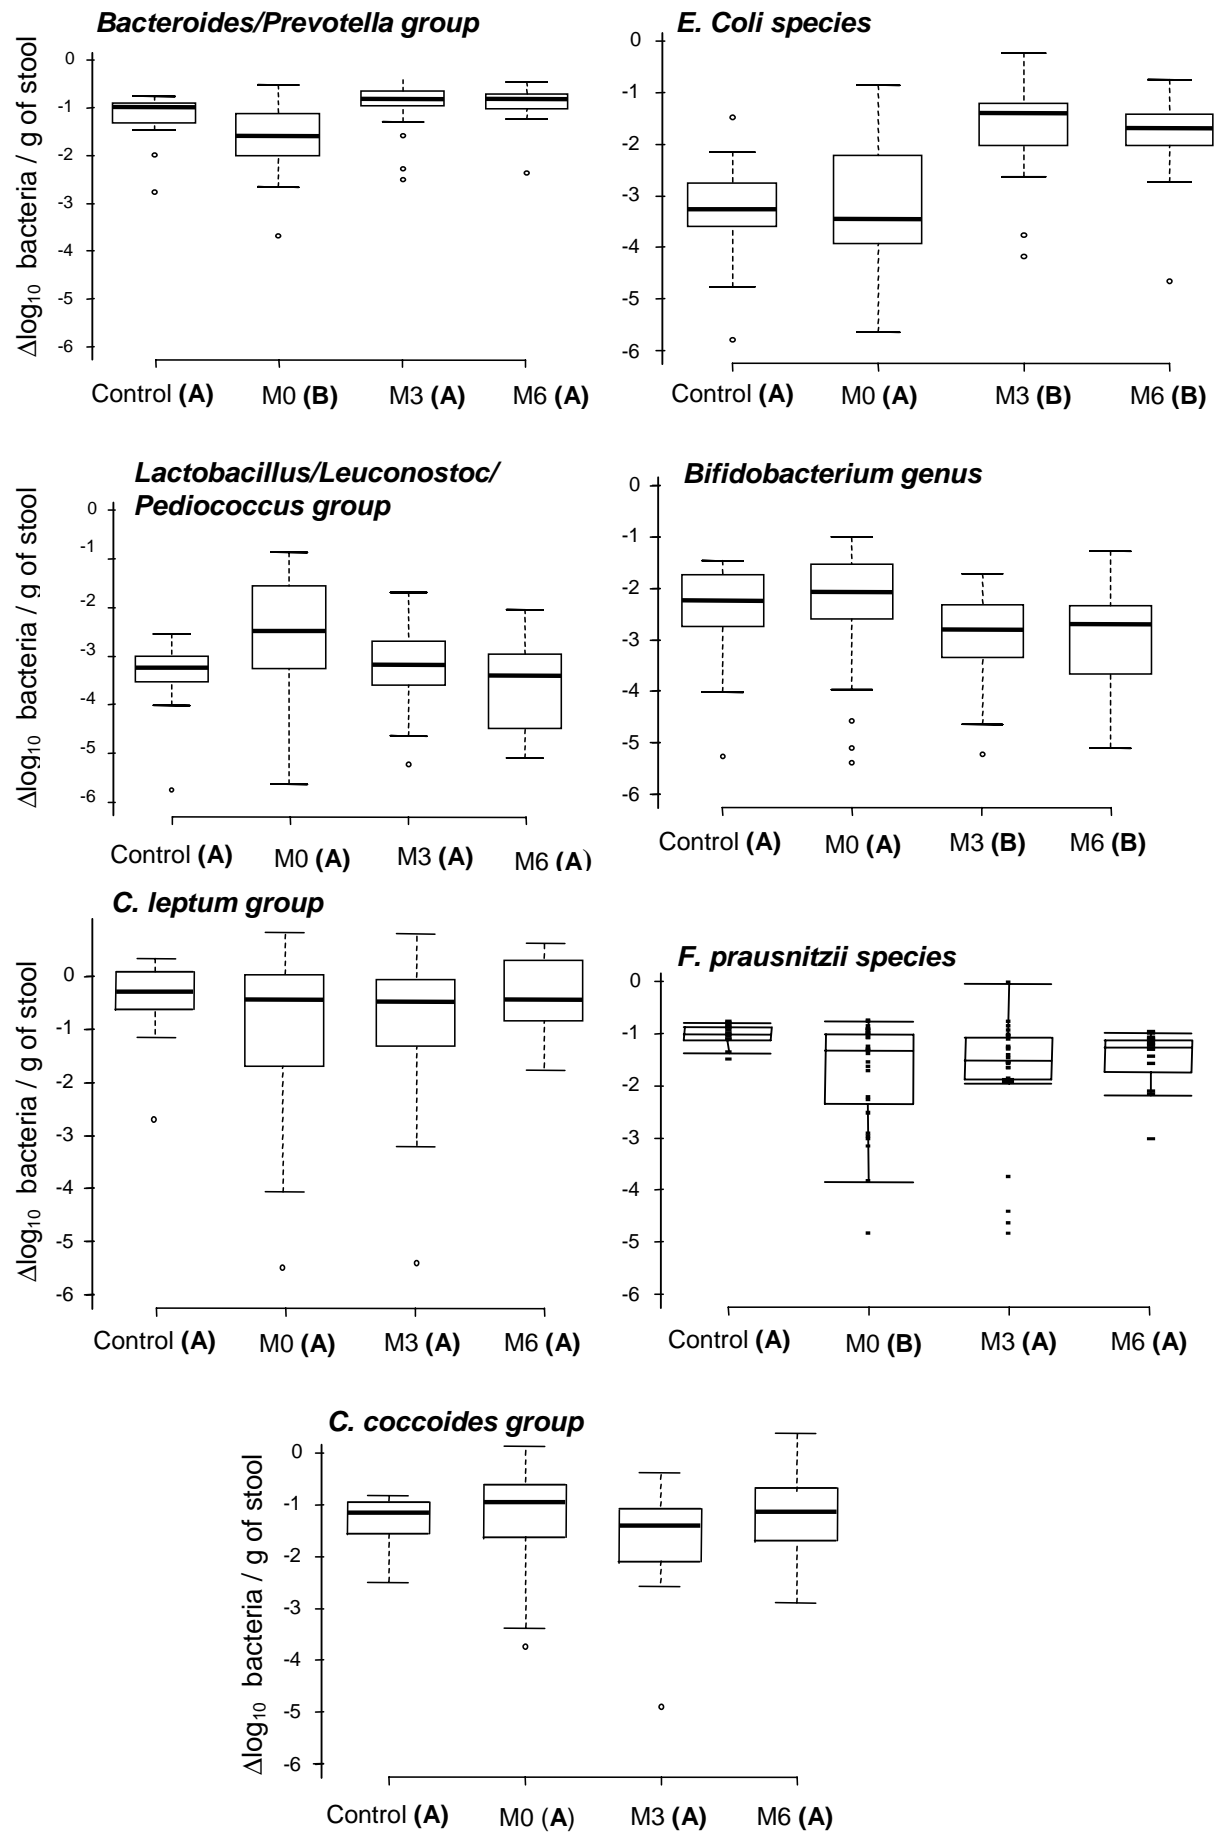 Bacteroides/Prevotella group
Δlog10 bacteria / g of stool
0
-1
-2
-3
-4
-5
-6
Control (A) M0 (B) M3 (A) M6 (A)
E. Coli species
0
-1
-2
-3
-4
-5
-6
Control (A) M0 (A) M3 (B) M6 (B)
Lactobacillus/Leuconostoc/
Pediococcus group
Δlog10 bacteria / g of stool
0
-1
-2
-3
-4
-5
-6
Control (A) M0 (A) M3 (A) M6 (A)
Bifidobacterium genus
0
-1
-2
-3
-4
-5
-6
Control (A) M0 (A) M3 (B) M6 (B)
C. leptum group
Δlog10 bacteria / g of stool
0
-1
-2
-3
-4
-5
-6
Control (A) M0 (A) M3 (A) M6 (A)
F. prausnitzii species
0
-1
-2
-3
-4
-5
-6
Control (A) M0 (B) M3 (A) M6 (A)
C. coccoides group
Δlog10 bacteria / g of stool
0
-1
-2
-3
-4
-5
-6
Control (A) M0 (A) M3 (A) M6 (A)